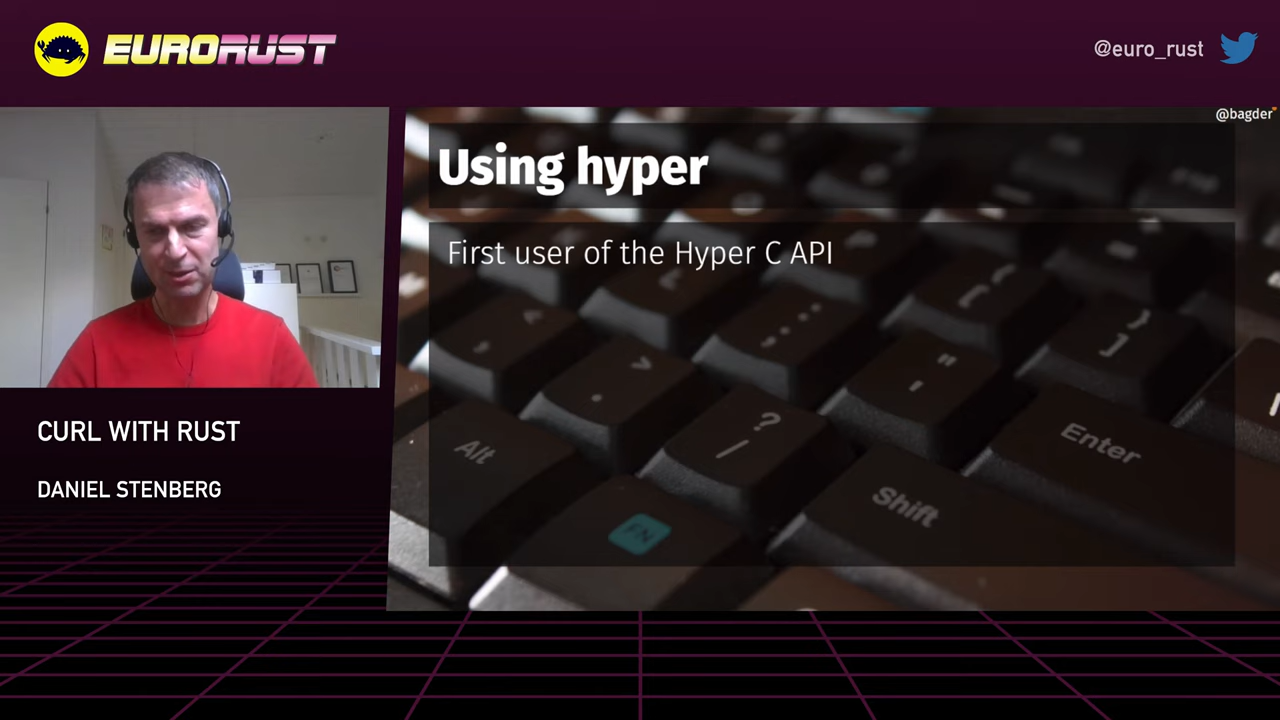 EURORUST
@euro_rust
@bagder
Using hyper
First user of the Hyper C API
CURL WITH RUST
DANIEL STENBERG
Alt
FN
Shift
Enter